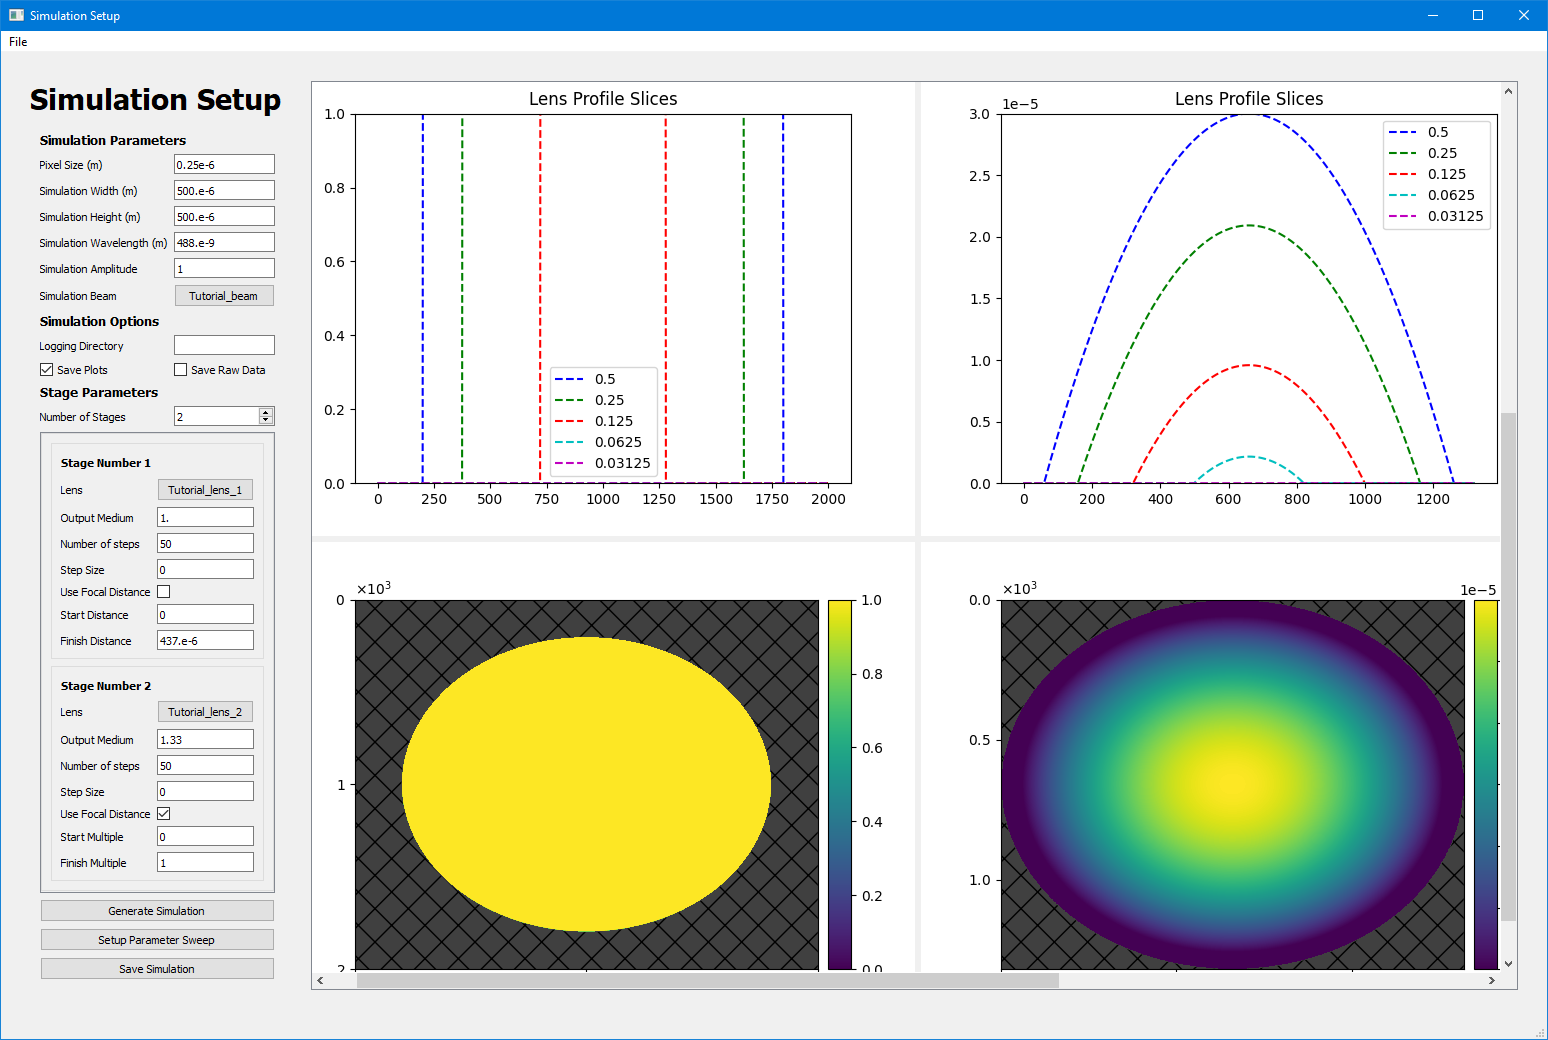 Simulation Setup
File
Simulation Setup
Simulation Parameters
Pixel Size (m) 0.25e-6
Simulation Width (m) 500.e-6
Simulation Height (m) 500.e-6
Simulation Wavelength (m) 488.e-9
Simulation Amplitude 1
Simulation Beam Tutorial_beam
Simulation Options
Logging Directory
Save Plots Save Raw Data
Stage Parameters
Number of Stages 2
Stage Number 1
Lens Tutorial_lens_1
Output Medium 1.
Number of steps 50
Step Size 0
Use Focal Distance
Start Distance 0
Finish Distance 437.e-6
Stage Number 2
Lens Tutorial_lens_2
Output Medium 1.33
Number of steps 50
Step Size 0
Use Focal Distance
Start Multiple 0
Finish Multiple 1
Generate Simulation
Setup Parameter Sweep
Save Simulation
Lens Profile Slices
1.0
0.8
0.6
0.4
0.2
0.0
0.5
0.25
0.125
0.0625
0.03125
0 250 500 750 1000 1250 1500 1750 2000
Lens Profile Slices
1e−5
3.0
2.5
2.0
1.5
1.0
0.5
0.0
0.5
0.25
0.125
0.0625
0.03125
0 200 400 600 800 1000 1200
×10³
0
1
2
1.0
0.8
0.6
0.4
0.2
0.0
×10³
1e−5
0.0
0.5
1.0